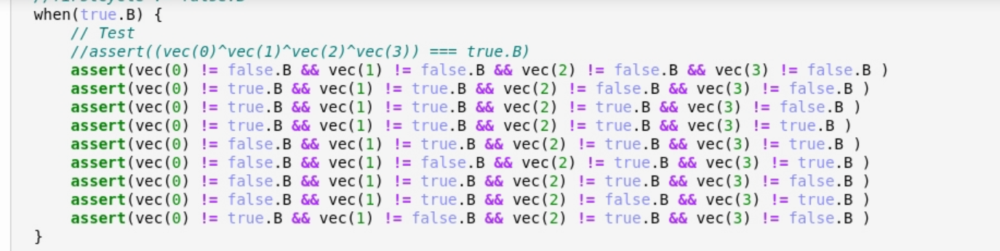 when(true.B) {
// Test
//assert((vec(0)^vec(1)^vec(2)^vec(3)) === true.B)
assert(vec(0) != false.B && vec(1) != false.B && vec(2) != false.B && vec(3) != false.B )
assert(vec(0) != true.B && vec(1) != true.B && vec(2) != false.B && vec(3) != false.B )
assert(vec(0) != true.B && vec(1) != true.B && vec(2) != true.B && vec(3) != false.B )
assert(vec(0) != true.B && vec(1) != true.B && vec(2) != true.B && vec(3) != true.B )
assert(vec(0) != false.B && vec(1) != true.B && vec(2) != true.B && vec(3) != true.B )
assert(vec(0) != false.B && vec(1) != false.B && vec(2) != true.B && vec(3) != true.B )
assert(vec(0) != false.B && vec(1) != true.B && vec(2) != true.B && vec(3) != false.B )
assert(vec(0) != false.B && vec(1) != true.B && vec(2) != false.B && vec(3) != true.B )
assert(vec(0) != true.B && vec(1) != false.B && vec(2) != true.B && vec(3) != false.B )
}